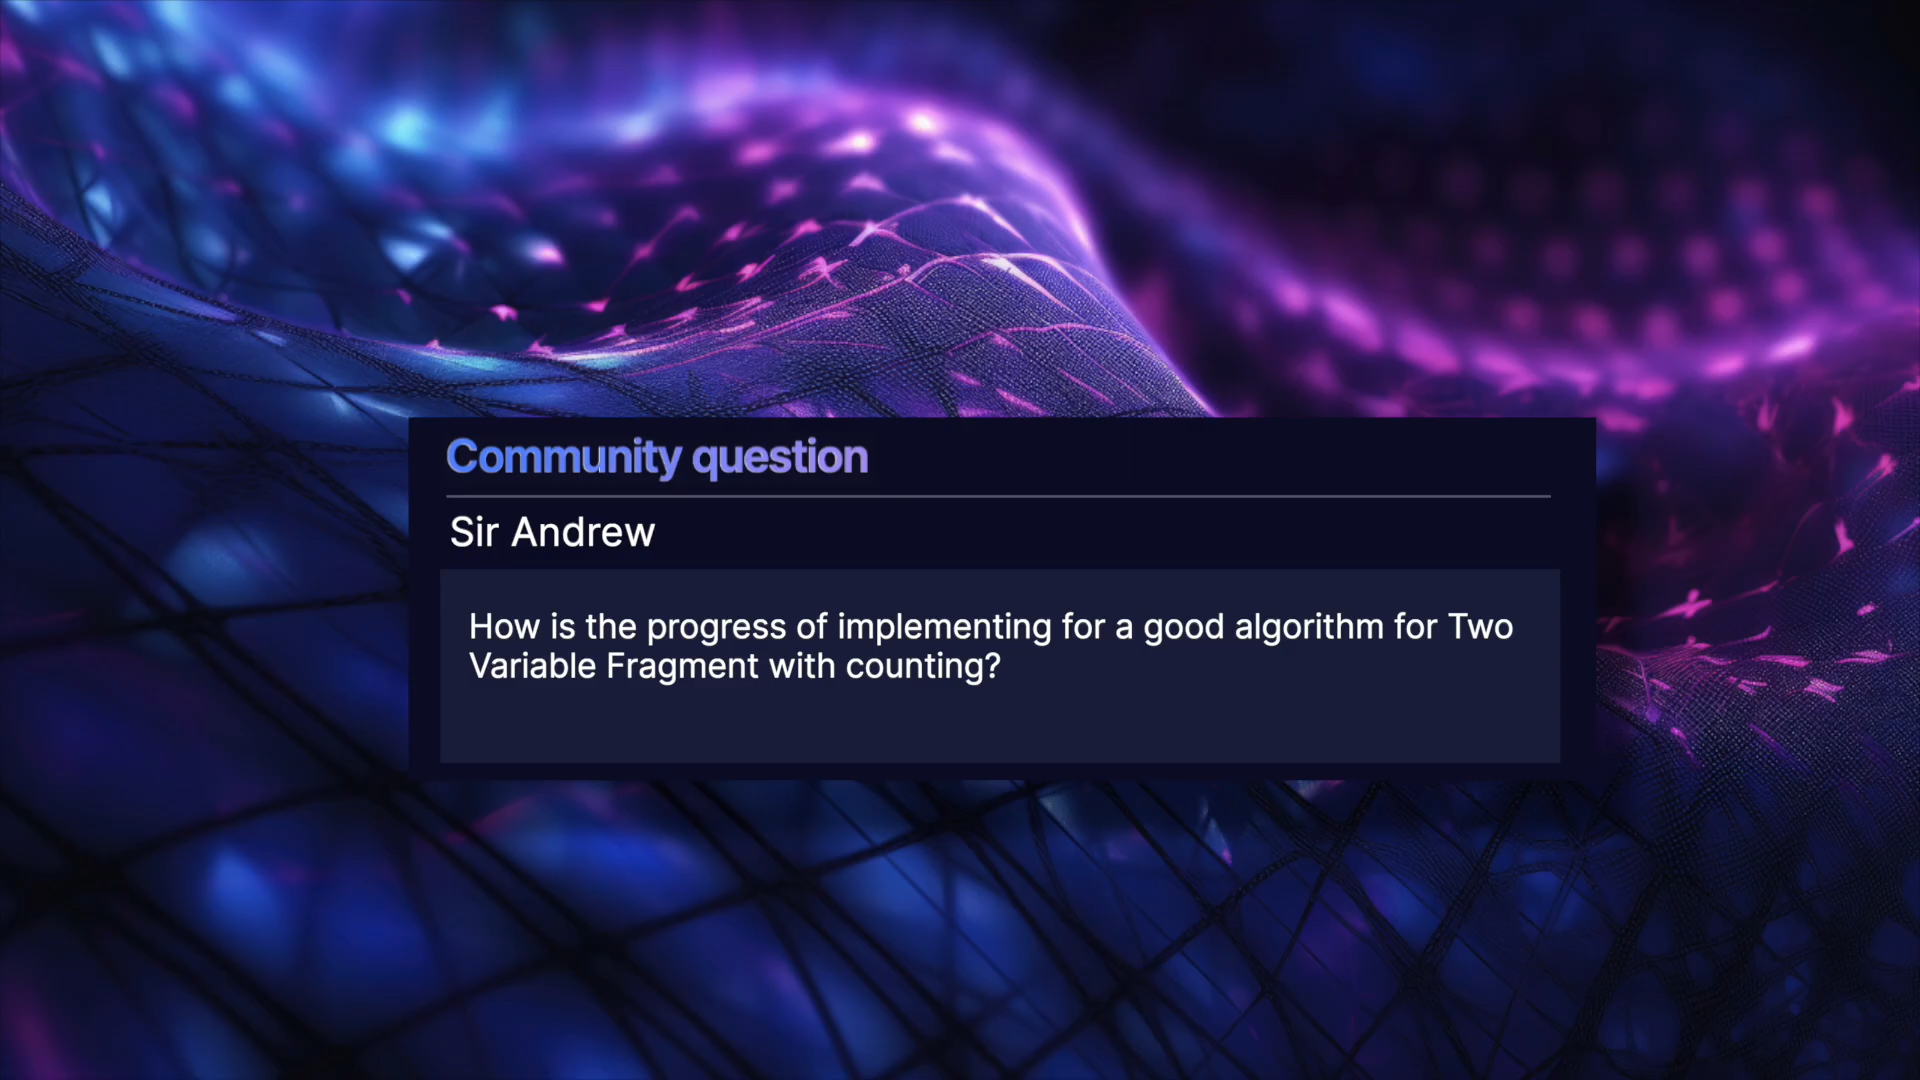 Community question
Sir Andrew
How is the progress of implementing for a good algorithm for Two
Variable Fragment with counting?